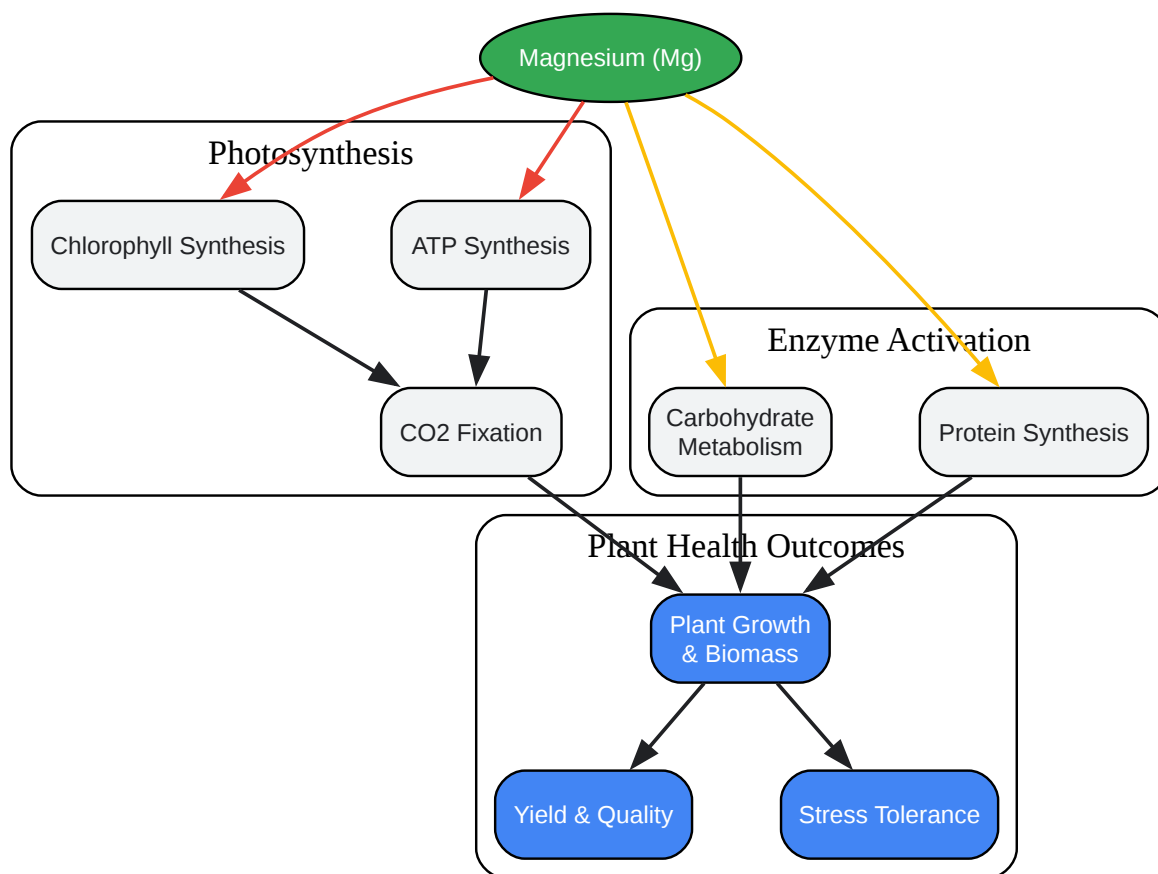 Magnesium (Mg)
Photosynthesis
Chlorophyll Synthesis
ATP Synthesis
CO2 Fixation
Enzyme Activation
Carbohydrate
Metabolism
Protein Synthesis
Plant Health Outcomes
Plant Growth
& Biomass
Yield & Quality
Stress Tolerance